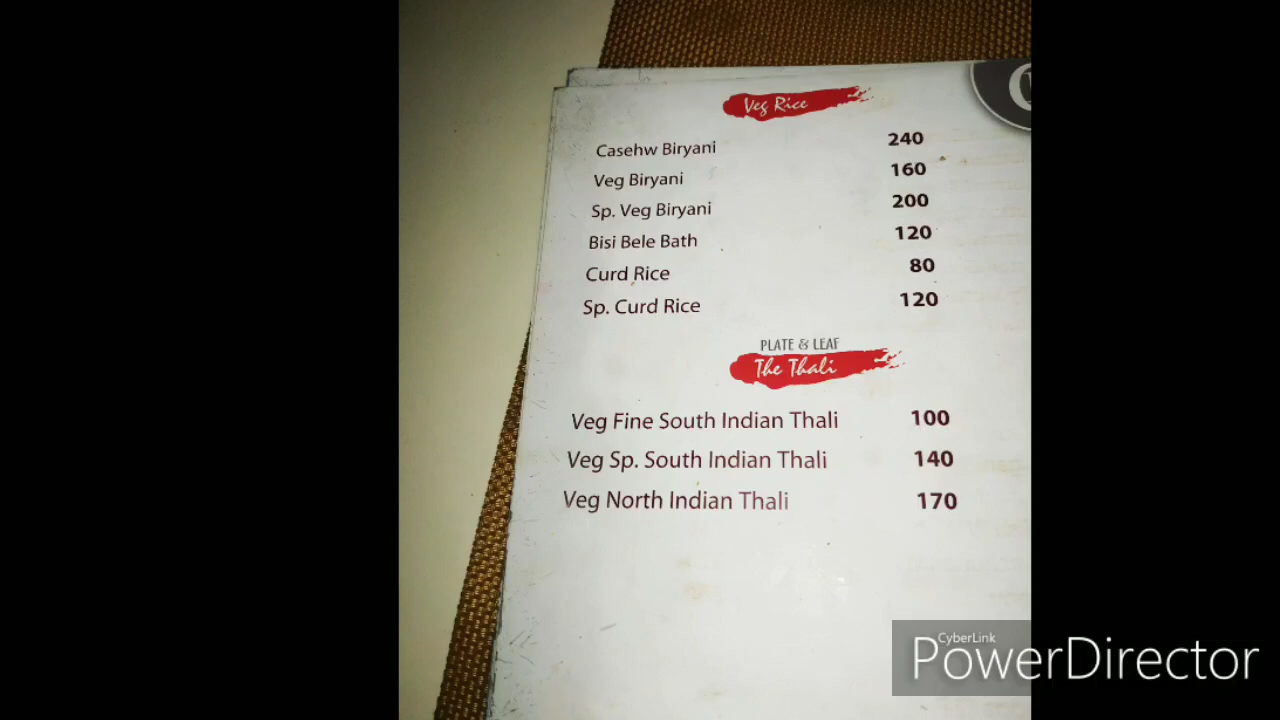 Veg Rice
Casehw Biryani 240
Veg Biryani 160
Sp. Veg Biryani 200
Bisi Bele Bath 120
Curd Rice 80
Sp. Curd Rice 120
PLATE & LEAF
The Thali
Veg Fine South Indian Thali 100
Veg Sp. South Indian Thali 140
Veg North Indian Thali 170
CyberLink
PowerDirector